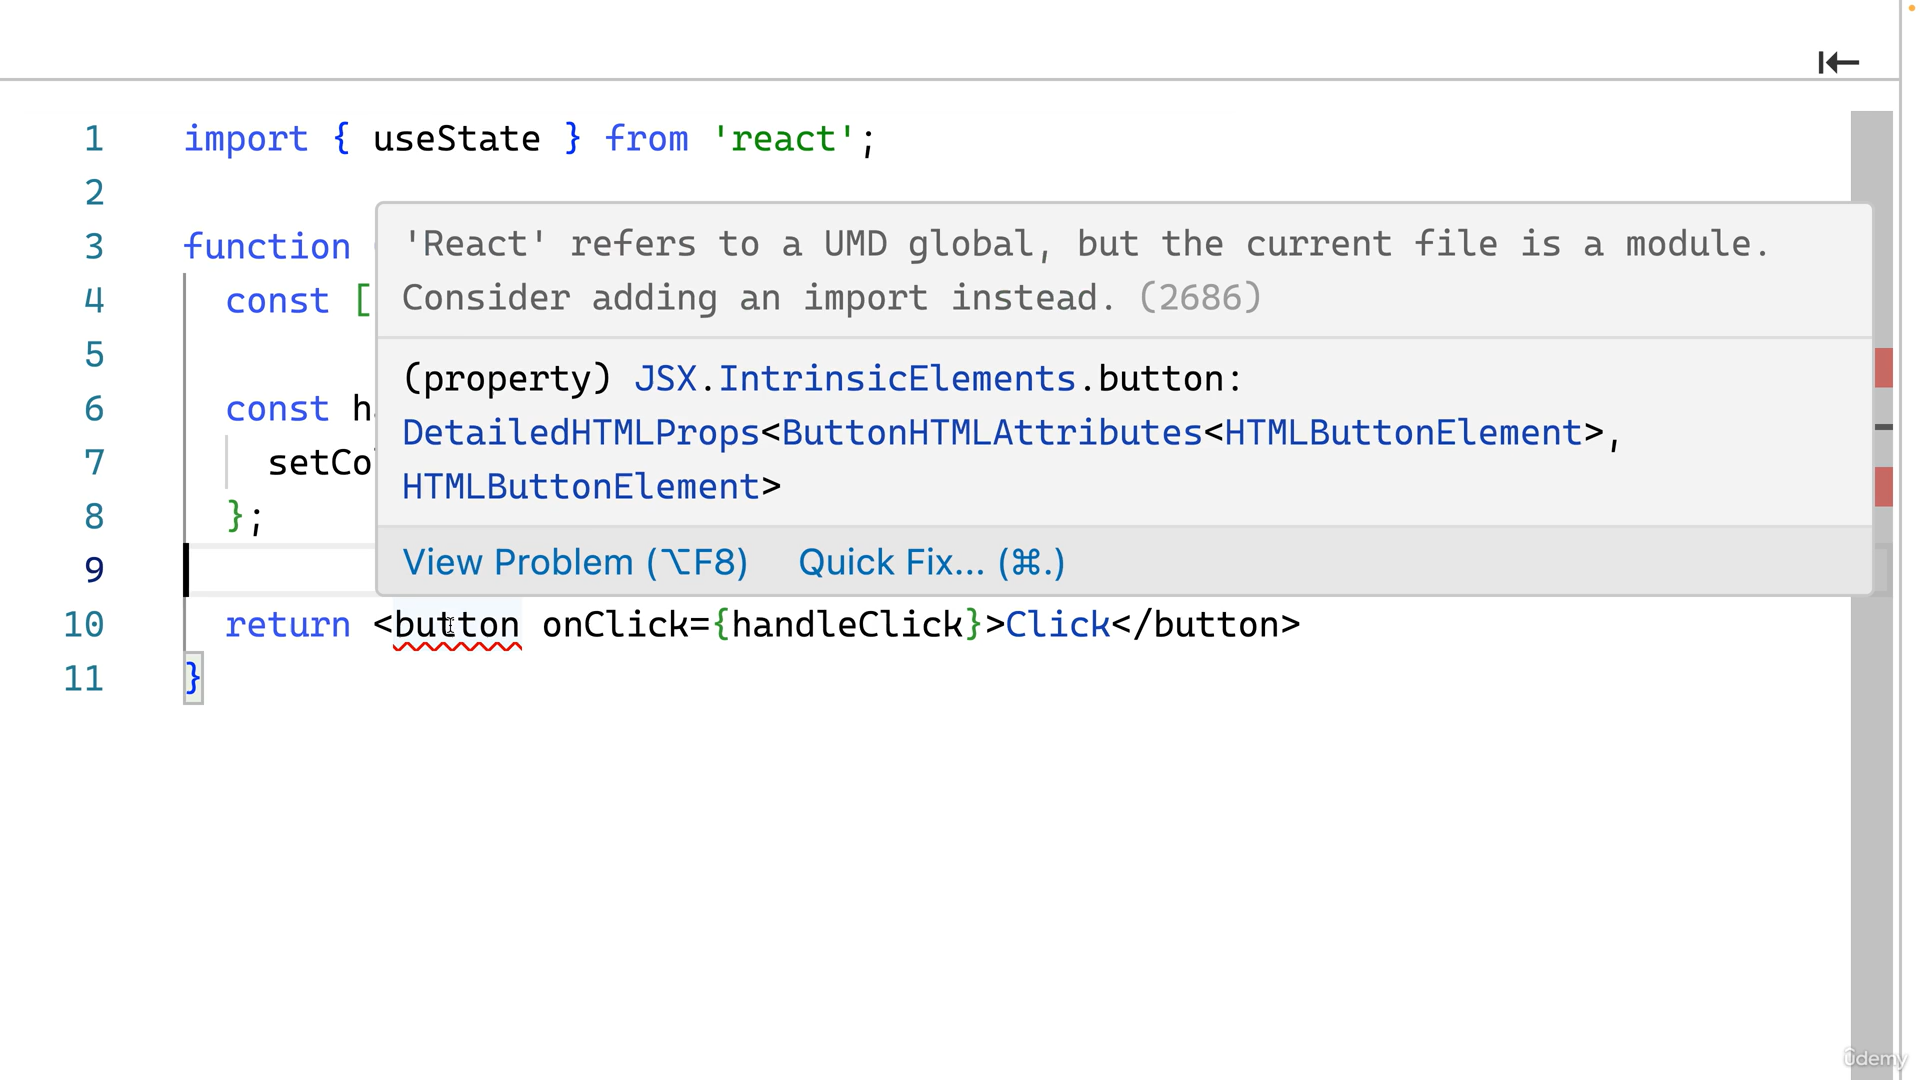 1 import { useState } from 'react';
2
3 function
'React' refers to a UMD global, but the current file is a module.
Consider adding an import instead. (2686)
4 const [
5
(property) JSX.IntrinsicElements.button:
6 const h
DetailedHTMLProps<ButtonHTMLAttributes<HTMLButtonElement>,
7 setCo
HTMLButtonElement>
8 };
9
View Problem (⌥F8) Quick Fix... (⌘.)
10 return <button onClick={handleClick}>Click</button>
11 }
ûdemy